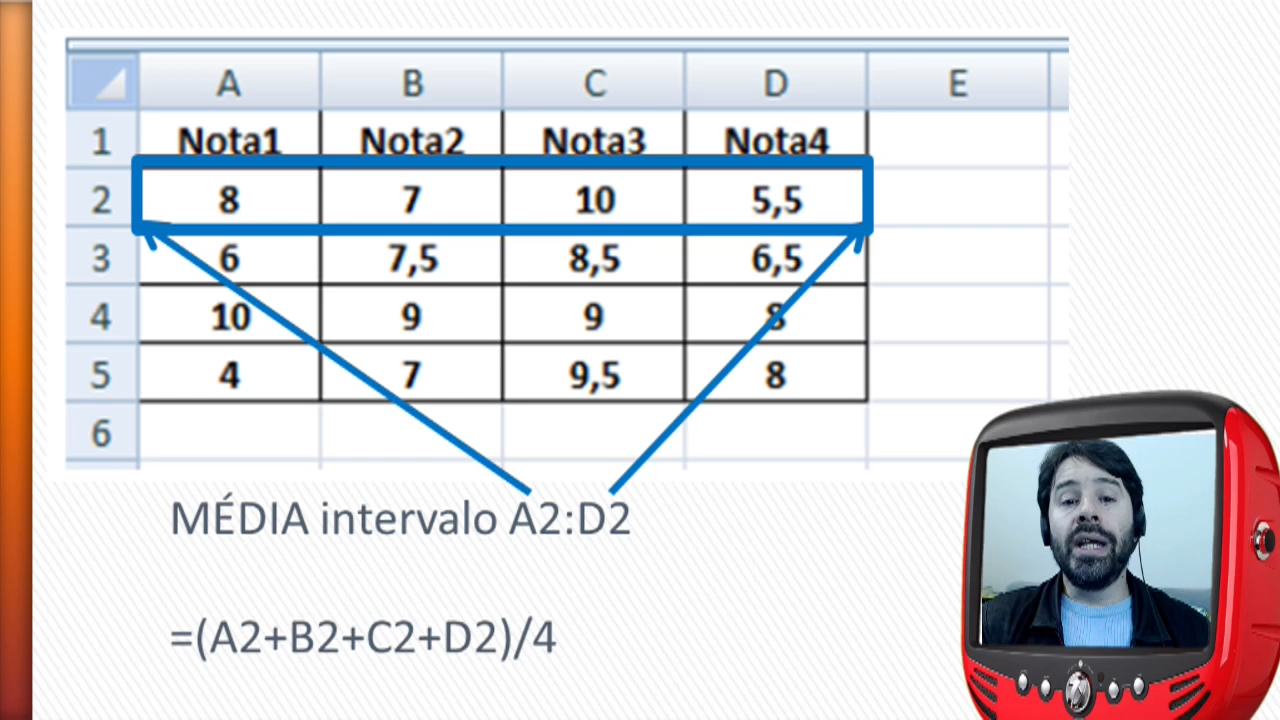 A B C D E
1 Nota1 Nota2 Nota3 Nota4
2 8 7 10 5,5
3 6 7,5 8,5 6,5
4 10 9 9 8
5 4 7 9,5 8
6
MÉDIA intervalo A2:D2
=(A2+B2+C2+D2)/4